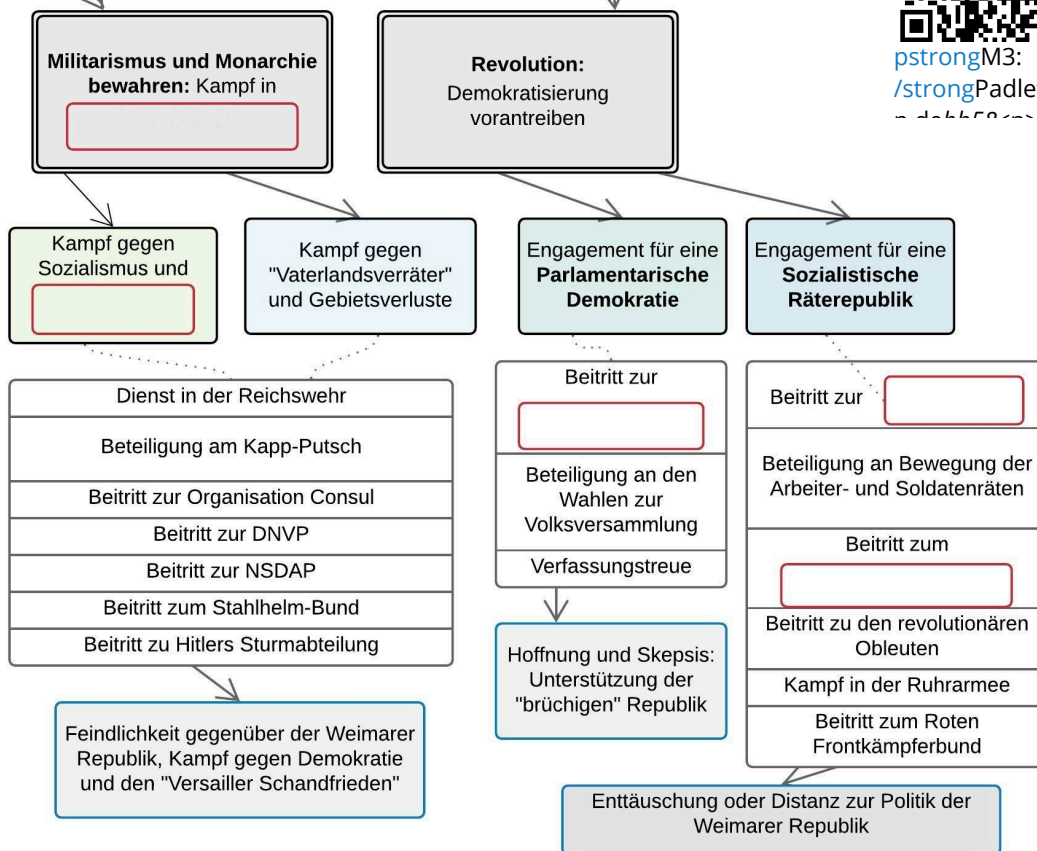 Militarismus und Monarchie
bewahren: Kampf in
Revolution:
Demokratisierung
vorantreiben
pstrongM3:
/strongPadle
Kampf gegen
Sozialismus und
Kampf gegen
"Vaterlandsverräter"
und Gebietsverluste
Engagement für eine
Parlamentarische
Demokratie
Engagement für eine
Sozialistische
Räterepublik
Dienst in der Reichswehr
Beteiligung am Kapp-Putsch
Beitritt zur Organisation Consul
Beitritt zur DNVP
Beitritt zur NSDAP
Beitritt zum Stahlhelm-Bund
Beitritt zu Hitlers Sturmabteilung
Feindlichkeit gegenüber der Weimarer
Republik, Kampf gegen Demokratie
und den "Versailler Schandfrieden"
Beitritt zur
Beteiligung an den
Wahlen zur
Volksversammlung
Verfassungstreue
Hoffnung und Skepsis:
Unterstützung der
"brüchigen" Republik
Beitritt zur
Beteiligung an Bewegung der
Arbeiter- und Soldatenräten
Beitritt zum
Beitritt zu den revolutionären
Obleuten
Kampf in der Ruhrarmee
Beitritt zum Roten
Frontkämpferbund
Enttäuschung oder Distanz zur Politik der
Weimarer Republik